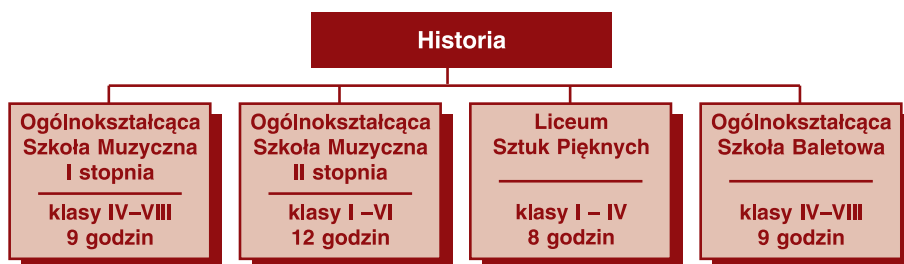 Historia
Ogólnokształcąca
Szkoła Muzyczna
I stopnia
klasy IV–VIII
9 godzin
Ogólnokształcąca
Szkoła Muzyczna
II stopnia
klasy I –VI
12 godzin
Liceum
Sztuk Pięknych
klasy I – IV
8 godzin
Ogólnokształcąca
Szkoła Baletowa
klasy IV–VIII
9 godzin